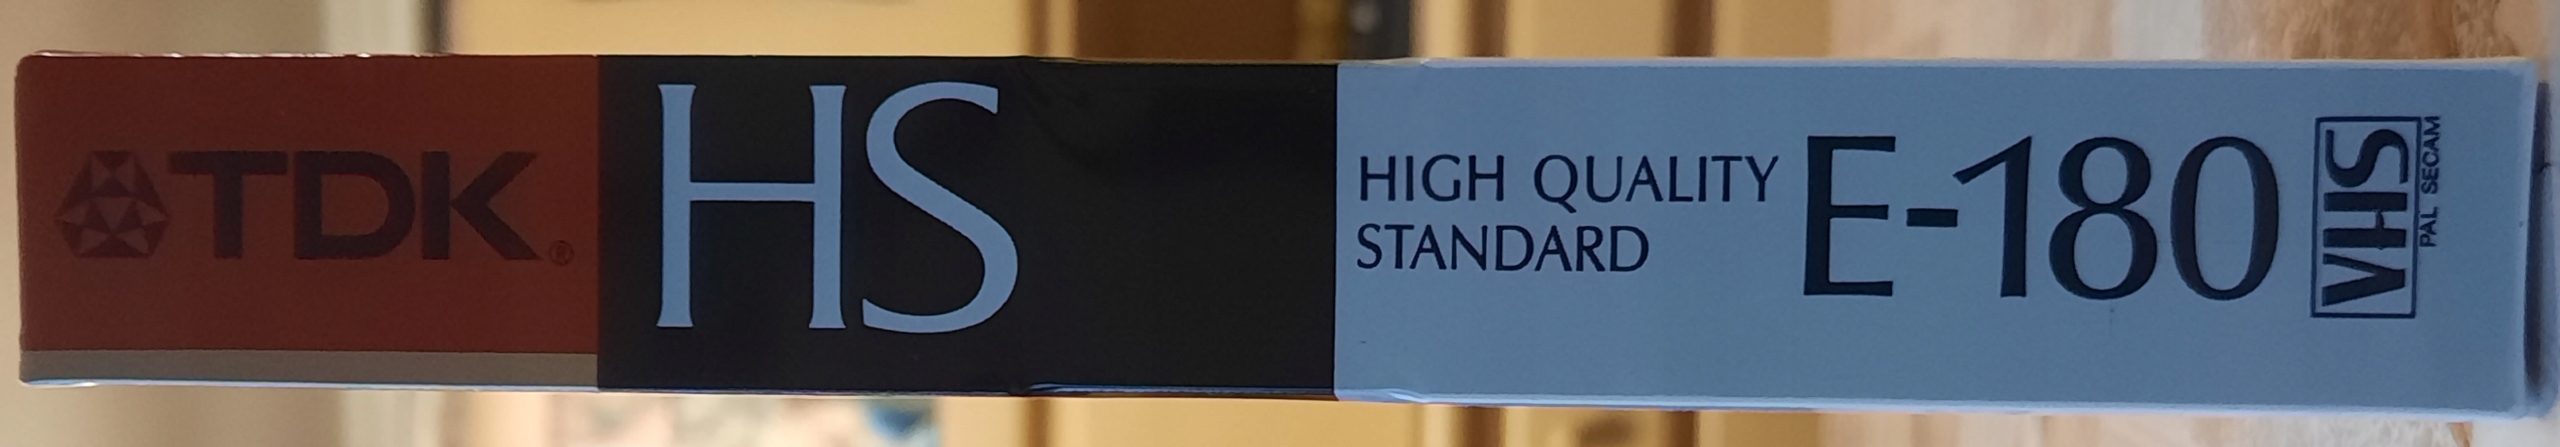 TDK®
HS
HIGH QUALITY
STANDARD
E-180
VHS
PAL SECAM